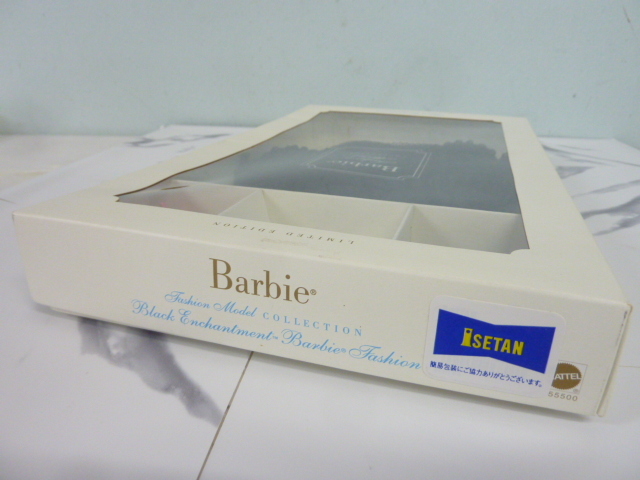 Barbie
LIMITED EDITION
Barbie®
Fashion Model COLLECTION
Black Enchantment™ Barbie® Fashion
ISETAN
簡易包装にご協力ありがとうございます。
MATTEL
55500